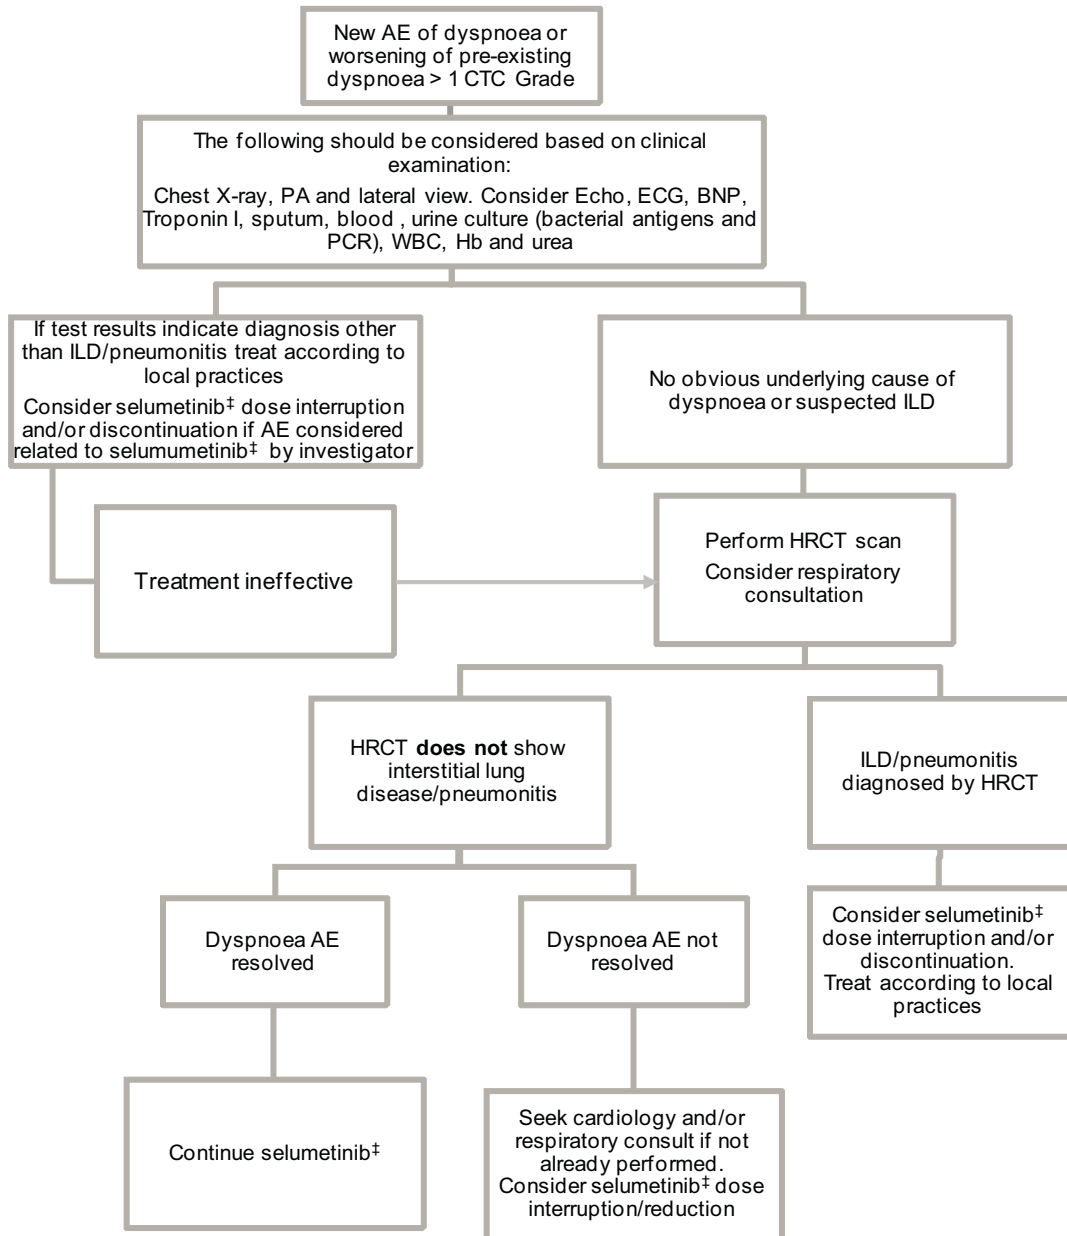 New AE of dyspnoea or
worsening of pre-existing
dyspnoea > 1 CTC Grade
The following should be considered based on clinical
examination:
Chest X-ray, PA and lateral view. Consider Echo, ECG, BNP,
Troponin I, sputum, blood , urine culture (bacterial antigens and
PCR), WBC, Hb and urea
If test results indicate diagnosis other
than ILD/pneumonitis treat according to
local practices
Consider selumetinib‡ dose interruption
and/or discontinuation if AE considered
related to selumumetinib‡ by investigator
No obvious underlying cause of
dyspnoea or suspected ILD
Treatment ineffective
Perform HRCT scan
Consider respiratory
consultation
HRCT does not show
interstitial lung
disease/pneumonitis
ILD/pneumonitis
diagnosed by HRCT
Dyspnoea AE
resolved
Dyspnoea AE not
resolved
Consider selumetinib‡
dose interruption and/or
discontinuation.
Treat according to local
practices
Continue selumetinib‡
Seek cardiology and/or
respiratory consult if not
already performed.
Consider selumetinib‡ dose
interruption/reduction